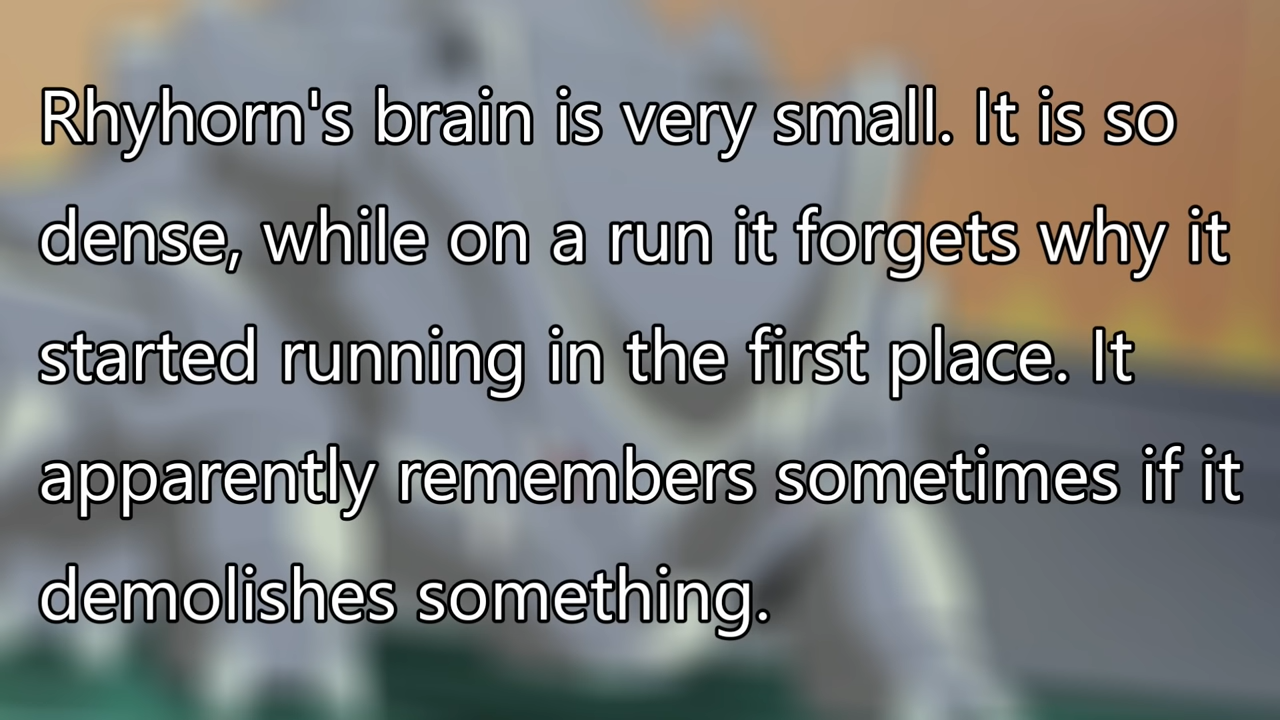 Rhyhorn's brain is very small. It is so
dense, while on a run it forgets why it
started running in the first place. It
apparently remembers sometimes if it
demolishes something.